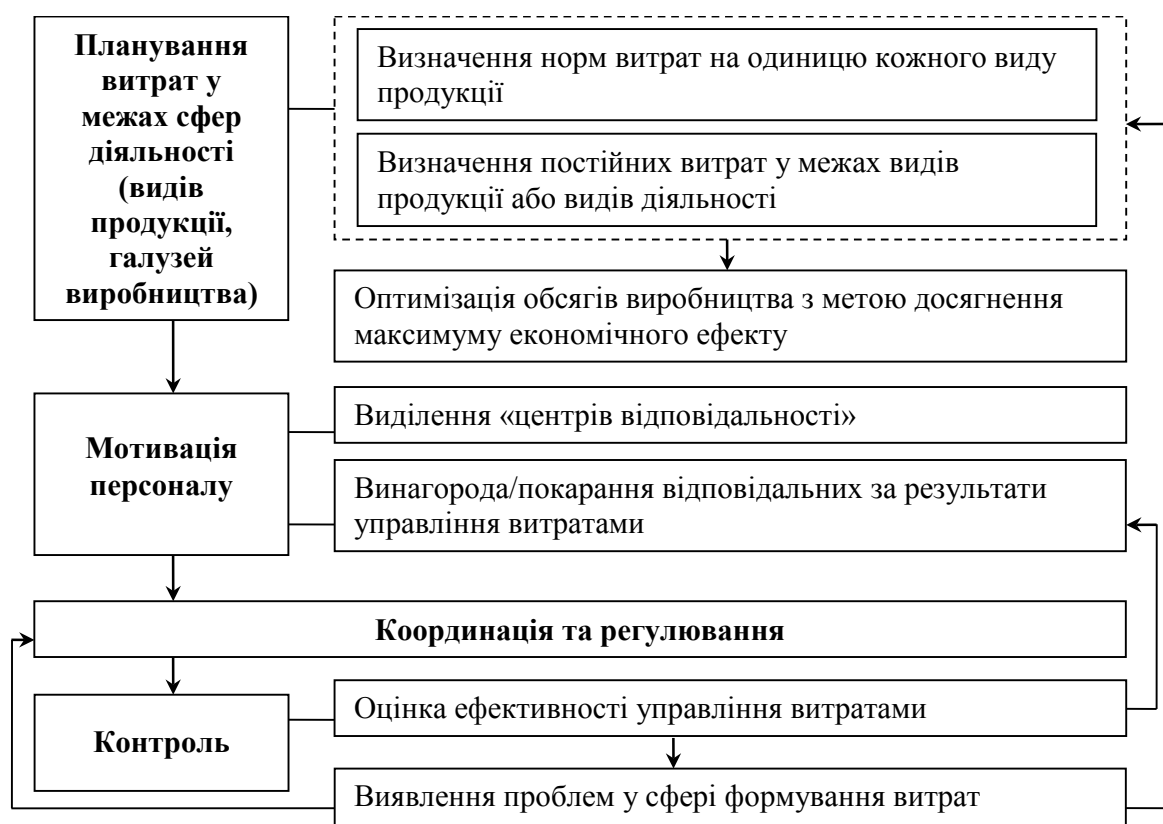 Планування
витрат у
межах сфер
діяльності
(видів
продукції,
галузей
виробництва)
Визначення норм витрат на одиницю кожного виду
продукції
Визначення постійних витрат у межах видів
продукції або видів діяльності
Оптимізація обсягів виробництва з метою досягнення
максимуму економічного ефекту
Мотивація
персоналу
Виділення «центрів відповідальності»
Винагорода/покарання відповідальних за результати
управління витратами
Координація та регулювання
Контроль
Оцінка ефективності управління витратами
Виявлення проблем у сфері формування витрат